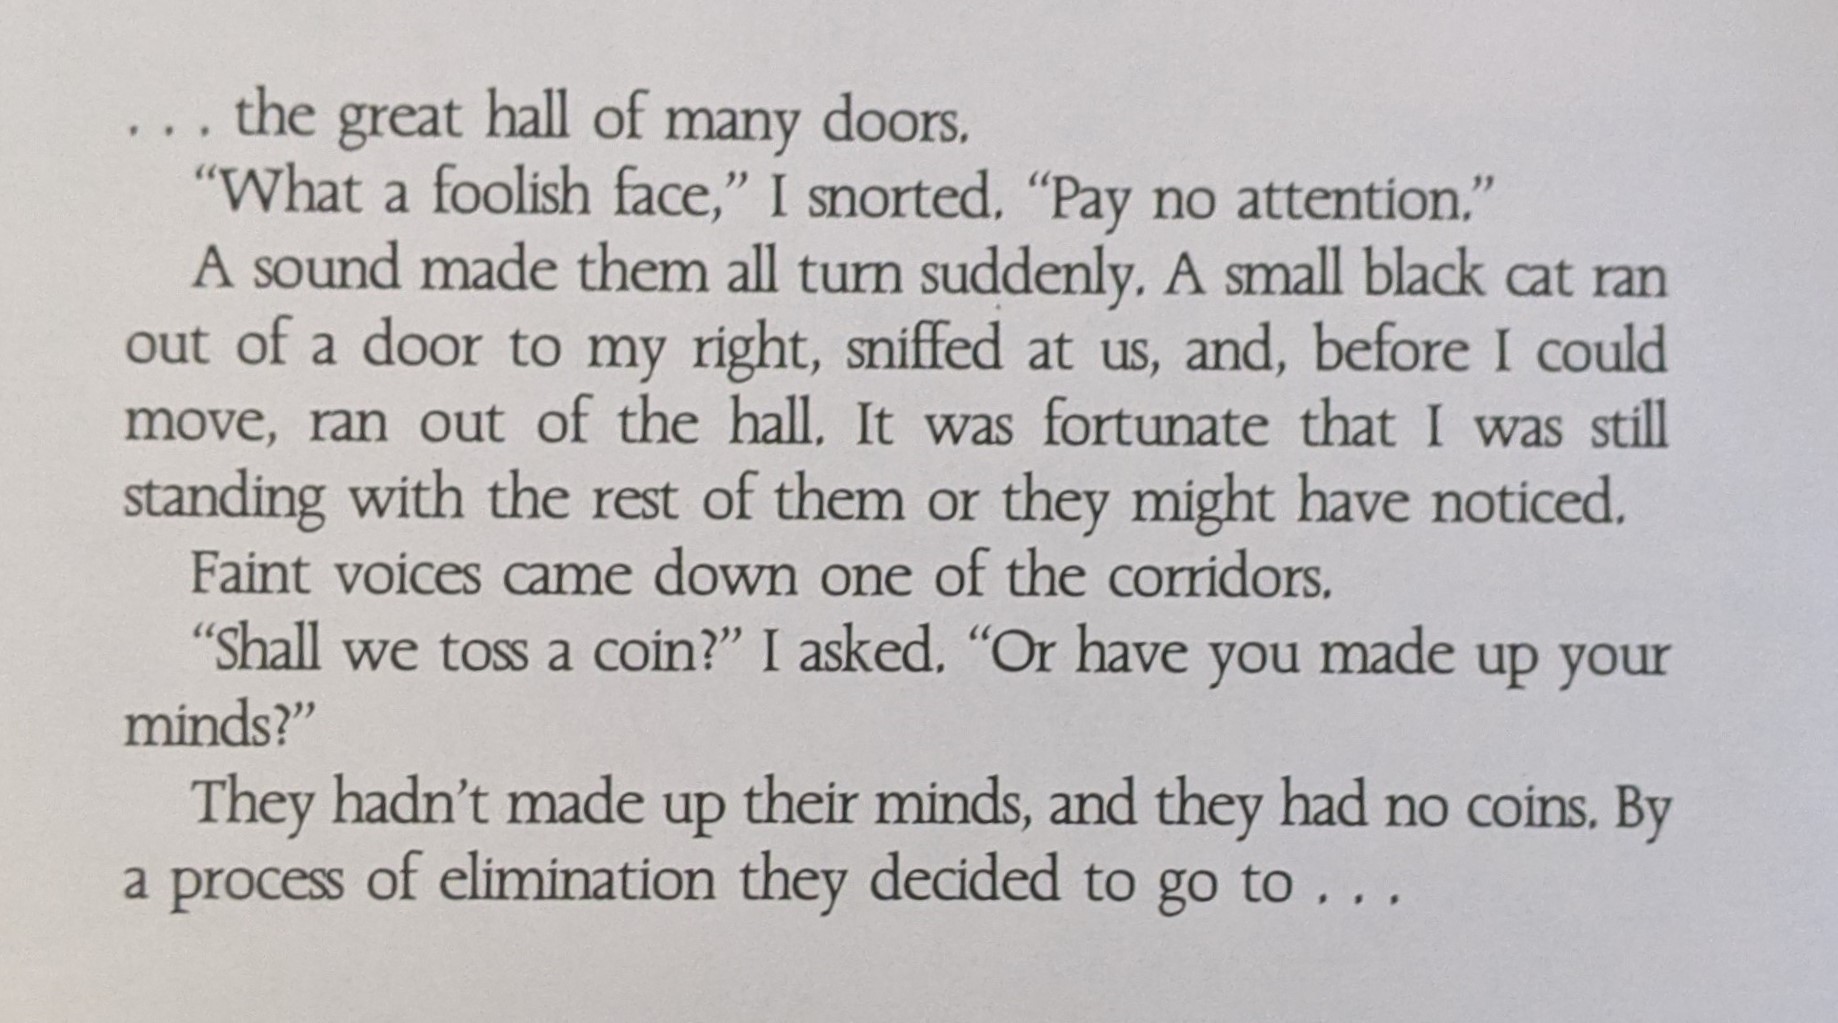 . . . the great hall of many doors.
“What a foolish face,” I snorted. “Pay no attention.”
A sound made them all turn suddenly. A small black cat ran
out of a door to my right, sniffed at us, and, before I could
move, ran out of the hall. It was fortunate that I was still
standing with the rest of them or they might have noticed.
Faint voices came down one of the corridors.
“Shall we toss a coin?” I asked. “Or have you made up your
minds?”
They hadn’t made up their minds, and they had no coins. By
a process of elimination they decided to go to . . .